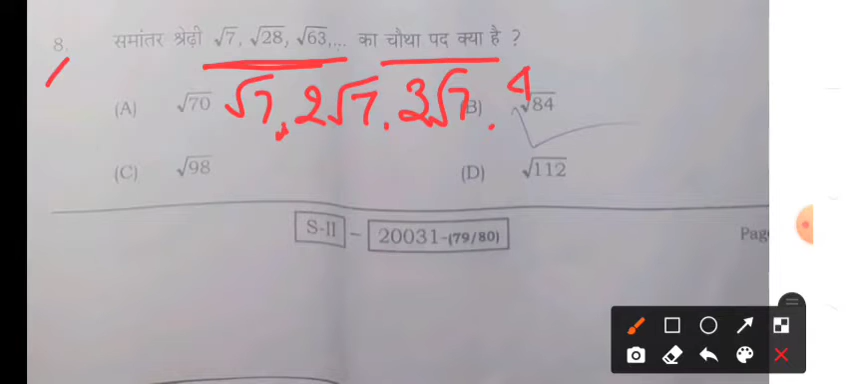 8. समांतर श्रेढ़ी √7, √28, √63,... का चौथा पद क्या है ?
√7, 2√7, 3√7, 4
(A) √70 (B) √84
(C) √98 (D) √112
S-II – 20031-(79/80) Page